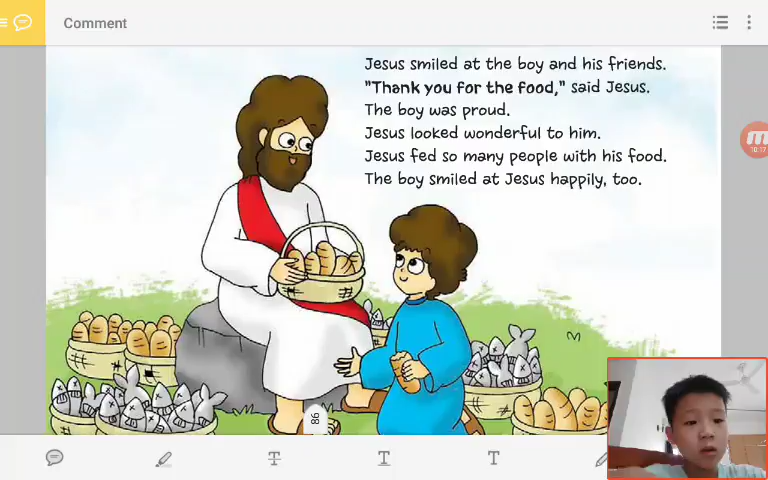 Comment
Jesus smiled at the boy and his friends.
"Thank you for the food," said Jesus.
The boy was proud.
Jesus looked wonderful to him.
Jesus fed so many people with his food.
The boy smiled at Jesus happily, too.
m
10:17
98
T
T
T